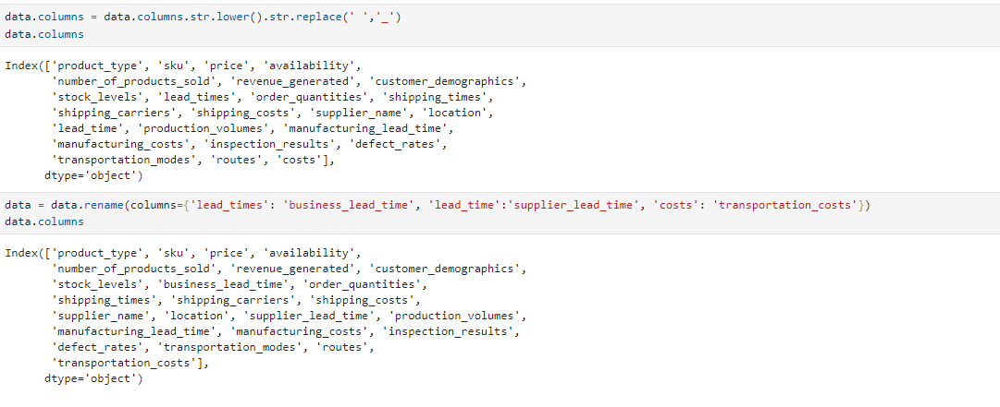 data.columns = data.columns.str.lower().str.replace(' ','_')
data.columns
Index(['product_type', 'sku', 'price', 'availability',
'number_of_products_sold', 'revenue_generated', 'customer_demographics',
'stock_levels', 'lead_times', 'order_quantities', 'shipping_times',
'shipping_carriers', 'shipping_costs', 'supplier_name', 'location',
'lead_time', 'production_volumes', 'manufacturing_lead_time',
'manufacturing_costs', 'inspection_results', 'defect_rates',
'transportation_modes', 'routes', 'costs'],
dtype='object')
data = data.rename(columns={'lead_times': 'business_lead_time', 'lead_time':'supplier_lead_time', 'costs': 'transportation_costs'})
data.columns
Index(['product_type', 'sku', 'price', 'availability',
'number_of_products_sold', 'revenue_generated', 'customer_demographics',
'stock_levels', 'business_lead_time', 'order_quantities',
'shipping_times', 'shipping_carriers', 'shipping_costs',
'supplier_name', 'location', 'supplier_lead_time', 'production_volumes',
'manufacturing_lead_time', 'manufacturing_costs', 'inspection_results',
'defect_rates', 'transportation_modes', 'routes',
'transportation_costs'],
dtype='object')